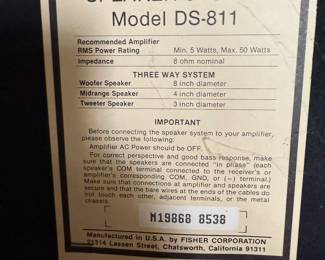 Model DS-811
Recommended Amplifier
RMS Power Rating Min. 5 Watts, Max. 50 Watts
Impedance 8 ohm nominal
THREE WAY SYSTEM
Woofer Speaker 8 inch diameter
Midrange Speaker 4 inch diameter
Tweeter Speaker 3 inch diameter
IMPORTANT
Before connecting the speaker system to your amplifier,
please observe the following:
Amplifier AC Power should be OFF.
For correct perspective and good bass response, make
sure that the speakers are connected "in phase" (each
speaker's COM terminal connected to the receiver or
amplifier's corresponding COM, GND, or (–) terminal.)
Make sure that connections at amplifier and speakers are
secure and that the bare wires at the ends of the cables do
not touch each other, adjacent terminals, or the metal
chassis.
M19868 8538
Manufactured in U.S.A. by FISHER CORPORATION
21314 Lassen Street, Chatsworth, California 91311